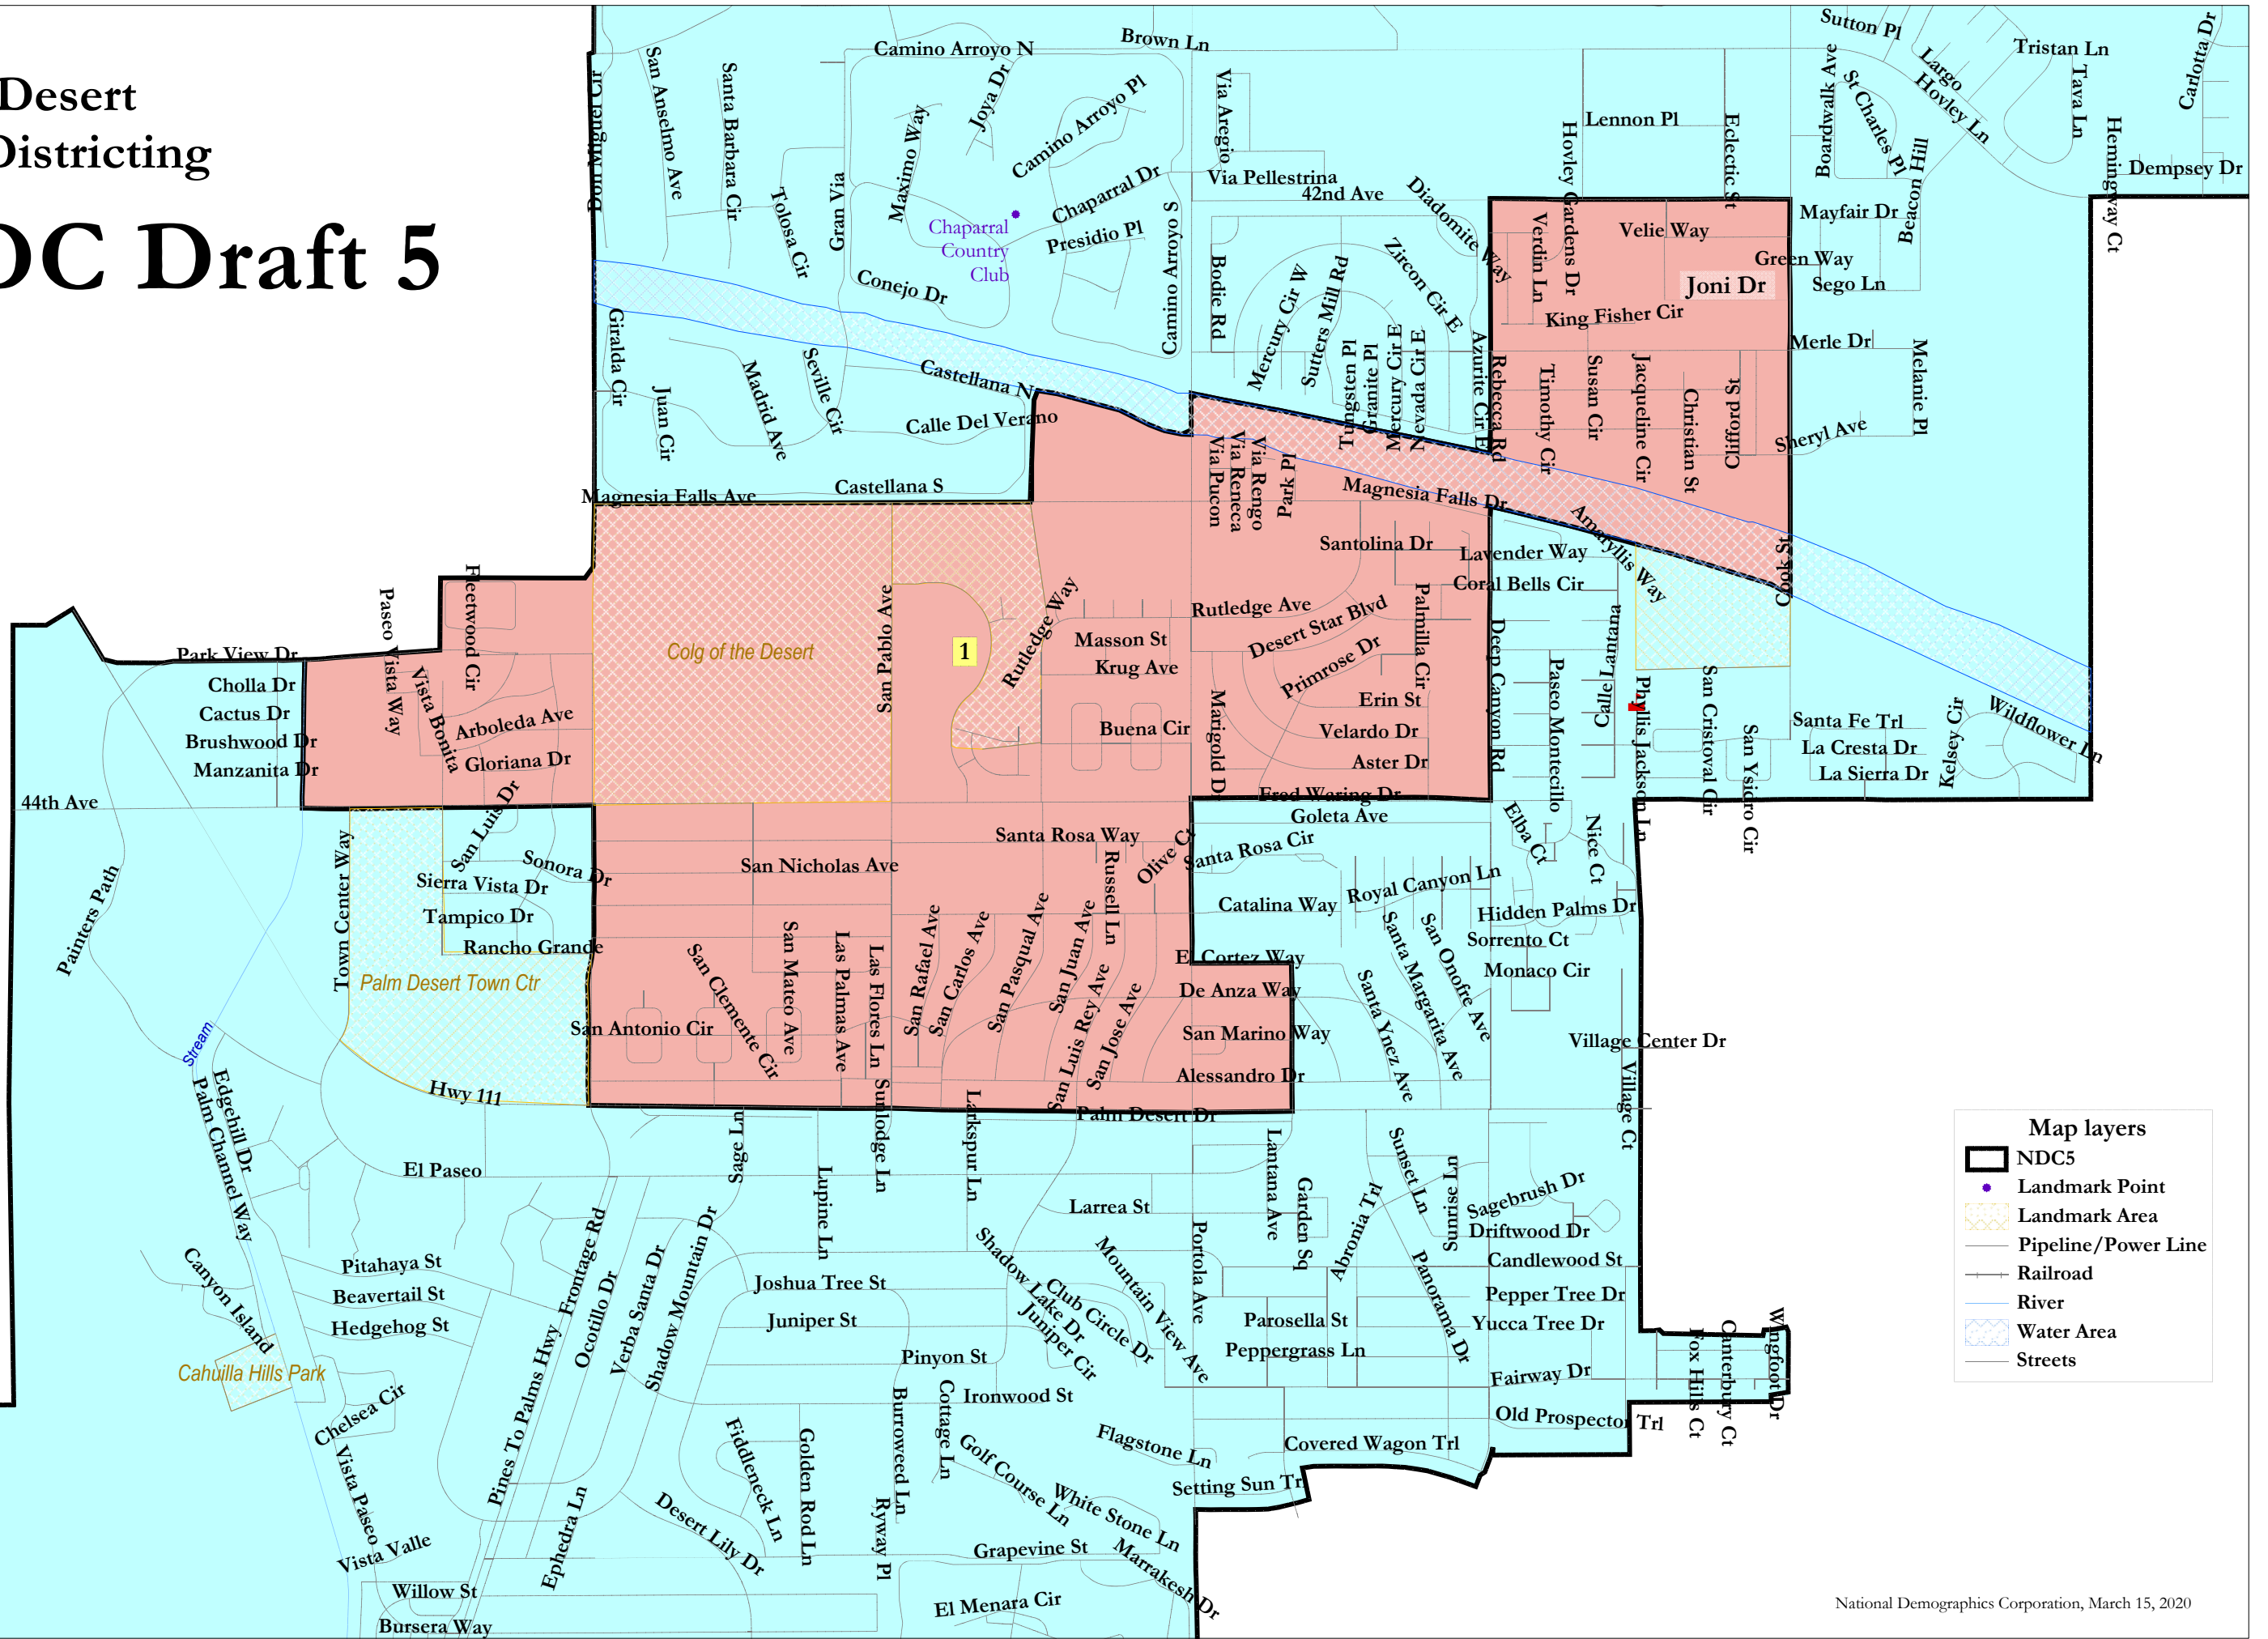 Desert
Districting
DC Draft 5
Don Miguel Cir
San Anselmo Ave
Santa Barbara Cir
Tolosa Cir
Gran Via
Camino Arroyo N
Brown Ln
Maximo Way
Joya Dr
Camino Arroyo Pl
Chaparral Dr
Presidio Pl
Camino Arroyo S
Chaparral
Country
Club
Conejo Dr
Via Aregio
Via Pellestrina
42nd Ave
Diadomite Way
Bodie Rd
Mercury Cir W
Sutters Mill Rd
Zircon Cir E
Tungsten Pl
Granite Pl
Mercury Cir E
Nevada Cir E
Azurite Cir E
Rebecca Rd
Hovley Gardens Dr
Lennon Pl
Eclectic St
Verdin Ln
Velie Way
Joni Dr
King Fisher Cir
Timothy Cir
Susan Cir
Jacqueline Cir
Christian St
Clifford St
Sutton Pl
Boardwalk Ave
St Charles Pl
Largo
Hovley Ln
Tristan Ln
Tava Ln
Carlotta Dr
Hemingway Ct
Dempsey Dr
Beacon Hill
Mayfair Dr
Green Way
Sego Ln
Merle Dr
Melanie Pl
Sheryl Ave
Cook St
Giralda Cir
Juan Cir
Madrid Ave
Seville Cir
Castellana N
Calle Del Verano
Castellana S
Magnesia Falls Ave
Via Pucon
Via Reneca
Via Rengo
Park Pl
Magnesia Falls Dr
Santolina Dr
Lavender Way
Coral Bells Cir
Amaryllis Way
Calle Lantana
Paseo Vista Way
Fleetwood Cir
Park View Dr
Cholla Dr
Cactus Dr
Brushwood Dr
Manzanita Dr
Vista Bonita
Arboleda Ave
Gloriana Dr
Colg of the Desert
San Pablo Ave
1
Rutledge Way
Masson St
Krug Ave
Buena Cir
Rutledge Ave
Desert Star Blvd
Primrose Dr
Palmilla Cir
Marigold Dr
Erin St
Velardo Dr
Aster Dr
Fred Waring Dr
Deep Canyon Rd
Paseo Montecillo
Phyllis Jackson Ln
San Cristoval Cir
San Ysidro Cir
Santa Fe Trl
La Cresta Dr
La Sierra Dr
Kelsey Cir
Wildflower Ln
44th Ave
Painters Path
Town Center Way
San Luis Dr
Sonora Dr
Sierra Vista Dr
Tampico Dr
Rancho Grande
Palm Desert Town Ctr
Hwy 111
Stream
Edgehill Dr
Palm Channel Way
San Nicholas Ave
Santa Rosa Way
Olive Ct
Russell Ln
San Antonio Cir
San Clemente Cir
San Mateo Ave
Las Palmas Ave
Las Flores Ln
San Rafael Ave
San Carlos Ave
San Pasqual Ave
San Juan Ave
San Luis Rey Ave
San Jose Ave
Goleta Ave
Santa Rosa Cir
Catalina Way
Royal Canyon Ln
El Cortez Way
De Anza Way
San Marino Way
Alessandro Dr
Palm Desert Dr
Santa Ynez Ave
Santa Margarita Ave
San Onofre Ave
Elba Ct
Nice Ct
Hidden Palms Dr
Sorrento Ct
Monaco Cir
Village Center Dr
Village Ct
El Paseo
Sage Ln
Lupine Ln
Sunlodge Ln
Larkspur Ln
Larrea St
Lantana Ave
Garden Sq
Portola Ave
Abronia Trl
Sunset Ln
Sunrise Ln
Sagebrush Dr
Driftwood Dr
Candlewood St
Pepper Tree Dr
Yucca Tree Dr
Fairway Dr
Old Prospector Trl
Panorama Dr
Parosella St
Peppergrass Ln
Covered Wagon Trl
Setting Sun Trl
Flagstone Ln
Fox Hills Ct
Canterbury Ct
Wingfoot Dr
Canyon Island
Cahuilla Hills Park
Pitahaya St
Beavertail St
Hedgehog St
Chelsea Cir
Vista Paseo
Vista Valle
Willow St
Bursera Way
Pines To Palms Hwy
Frontage Rd
Ocotillo Dr
Verba Santa Dr
Shadow Mountain Dr
Ephedra Ln
Joshua Tree St
Juniper St
Pinyon St
Ironwood St
Shadow Lake Dr
Club Circle Dr
Juniper Cir
Mountain View Ave
Burroweed Ln
Cottage Ln
Golf Course Ln
White Stone Ln
Fiddleneck Ln
Golden Rod Ln
Desert Lily Dr
Ryway Pl
Grapevine St
Marrakesh Dr
El Menara Cir
Map layers
NDC5
Landmark Point
Landmark Area
Pipeline/Power Line
Railroad
River
Water Area
Streets
National Demographics Corporation, March 15, 2020